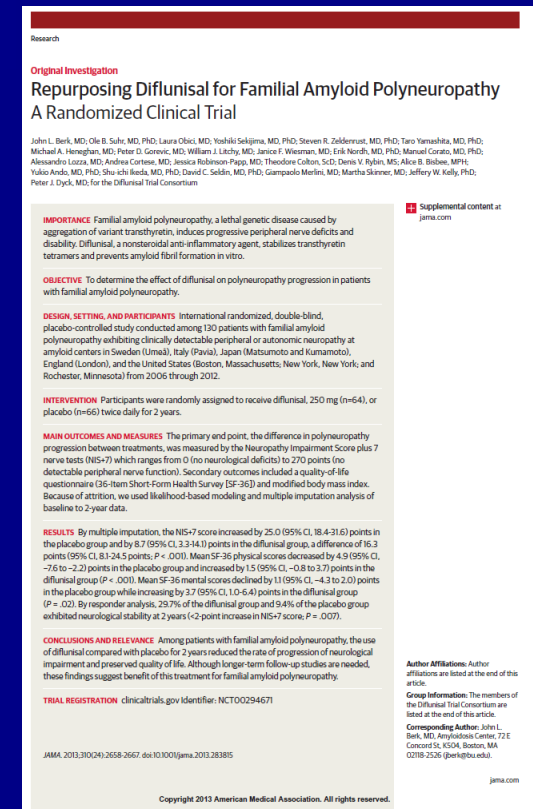 Research
Original Investigation
Repurposing Diflunisal for Familial Amyloid Polyneuropathy
A Randomized Clinical Trial
John L. Berk, MD; Ole B. Suhr, MD, PhD; Laura Obici, MD; Yoshiki Sekijima, MD, PhD; Steven R. Zeldenrust, MD, PhD; Taro Yamashita, MD, PhD;
Michael A. Heneghan, MD; Peter D. Gorevic, MD; William J. Litchy, MD; Janice F. Wiesman, MD; Erik Nordh, MD, PhD; Manuel Corato, MD, PhD;
Alessandro Lozza, MD; Andrea Cortese, MD; Jessica Robinson-Papp, MD; Theodore Colton, ScD; Denis V. Rybin, MS; Alice B. Bisbee, MPH;
Yukio Ando, MD, PhD; Shu-ichi Ikeda, MD, PhD; David C. Seldin, MD, PhD; Giampaolo Merlini, MD; Martha Skinner, MD; Jeffery W. Kelly, PhD;
Peter J. Dyck, MD; for the Diflunisal Trial Consortium
Supplemental content at
jama.com
IMPORTANCE Familial amyloid polyneuropathy, a lethal genetic disease caused by
aggregation of variant transthyretin, induces progressive peripheral nerve deficits and
disability. Diflunisal, a nonsteroidal anti-inflammatory agent, stabilizes transthyretin
tetramers and prevents amyloid fibril formation in vitro.
OBJECTIVE To determine the effect of diflunisal on polyneuropathy progression in patients
with familial amyloid polyneuropathy.
DESIGN, SETTING, AND PARTICIPANTS International randomized, double-blind,
placebo-controlled study conducted among 130 patients with familial amyloid
polyneuropathy exhibiting clinically detectable peripheral or autonomic neuropathy at
amyloid centers in Sweden (Umeå), Italy (Pavia), Japan (Matsumoto and Kumamoto),
England (London), and the United States (Boston, Massachusetts; New York, New York; and
Rochester, Minnesota) from 2006 through 2012.
INTERVENTION Participants were randomly assigned to receive diflunisal, 250 mg (n=64), or
placebo (n=66) twice daily for 2 years.
MAIN OUTCOMES AND MEASURES The primary end point, the difference in polyneuropathy
progression between treatments, was measured by the Neuropathy Impairment Score plus 7
nerve tests (NIS+7) which ranges from 0 (no neurological deficits) to 270 points (no
detectable peripheral nerve function). Secondary outcomes included a quality-of-life
questionnaire (36-Item Short-Form Health Survey [SF-36]) and modified body mass index.
Because of attrition, we used likelihood-based modeling and multiple imputation analysis of
baseline to 2-year data.
RESULTS By multiple imputation, the NIS+7 score increased by 25.0 (95% CI, 18.4-31.6) points in
the placebo group and by 8.7 (95% CI, 3.3-14.1) points in the diflunisal group, a difference of 16.3
points (95% CI, 8.1-24.5 points; P < .001). Mean SF-36 physical scores decreased by 4.9 (95% CI,
−7.6 to −2.2) points in the placebo group and increased by 1.5 (95% CI, −0.8 to 3.7) points in the
diflunisal group (P < .001). Mean SF-36 mental scores declined by 1.1 (95% CI, −4.3 to 2.0) points
in the placebo group while increasing by 3.7 (95% CI, 1.0-6.4) points in the diflunisal group
(P = .02). By responder analysis, 29.7% of the diflunisal group and 9.4% of the placebo group
exhibited neurological stability at 2 years (<2-point increase in NIS+7 score; P = .007).
CONCLUSIONS AND RELEVANCE Among patients with familial amyloid polyneuropathy, the use
of diflunisal compared with placebo for 2 years reduced the rate of progression of neurological
impairment and preserved quality of life. Although longer-term follow-up studies are needed,
these findings suggest benefit of this treatment for familial amyloid polyneuropathy.
TRIAL REGISTRATION clinicaltrials.gov Identifier: NCT00294671
JAMA. 2013;310(24):2658-2667. doi:10.1001/jama.2013.283815
Author Affiliations: Author
affiliations are listed at the end of this
article.
Group Information: The members of
the Diflunisal Trial Consortium are
listed at the end of this article.
Corresponding Author: John L.
Berk, MD, Amyloidosis Center, 72 E
Concord St, K504, Boston, MA
02118-2526 (jberk@bu.edu).
jama.com
Copyright 2013 American Medical Association. All rights reserved.